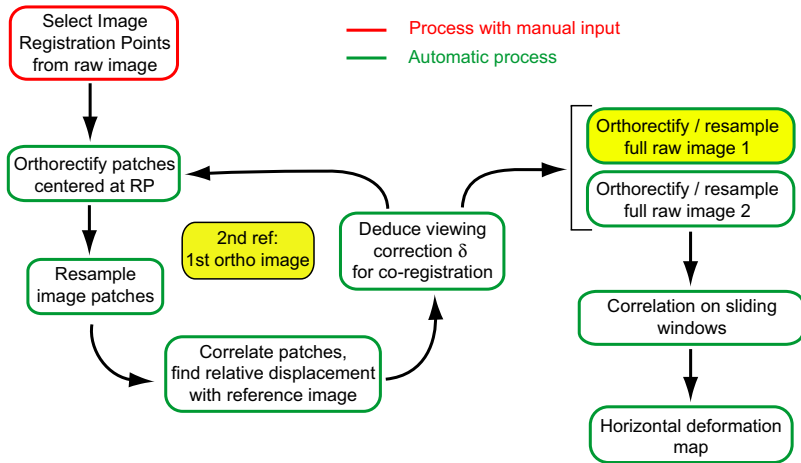 Select Image
Registration Points
from raw image
Process with manual input
Automatic process
Orthorectify patches
centered at RP
Resample
image patches
2nd ref:
1st ortho image
Correlate patches,
find relative displacement
with reference image
Deduce viewing
correction δ
for co-registration
Orthorectify / resample
full raw image 1
Orthorectify / resample
full raw image 2
Correlation on sliding
windows
Horizontal deformation
map